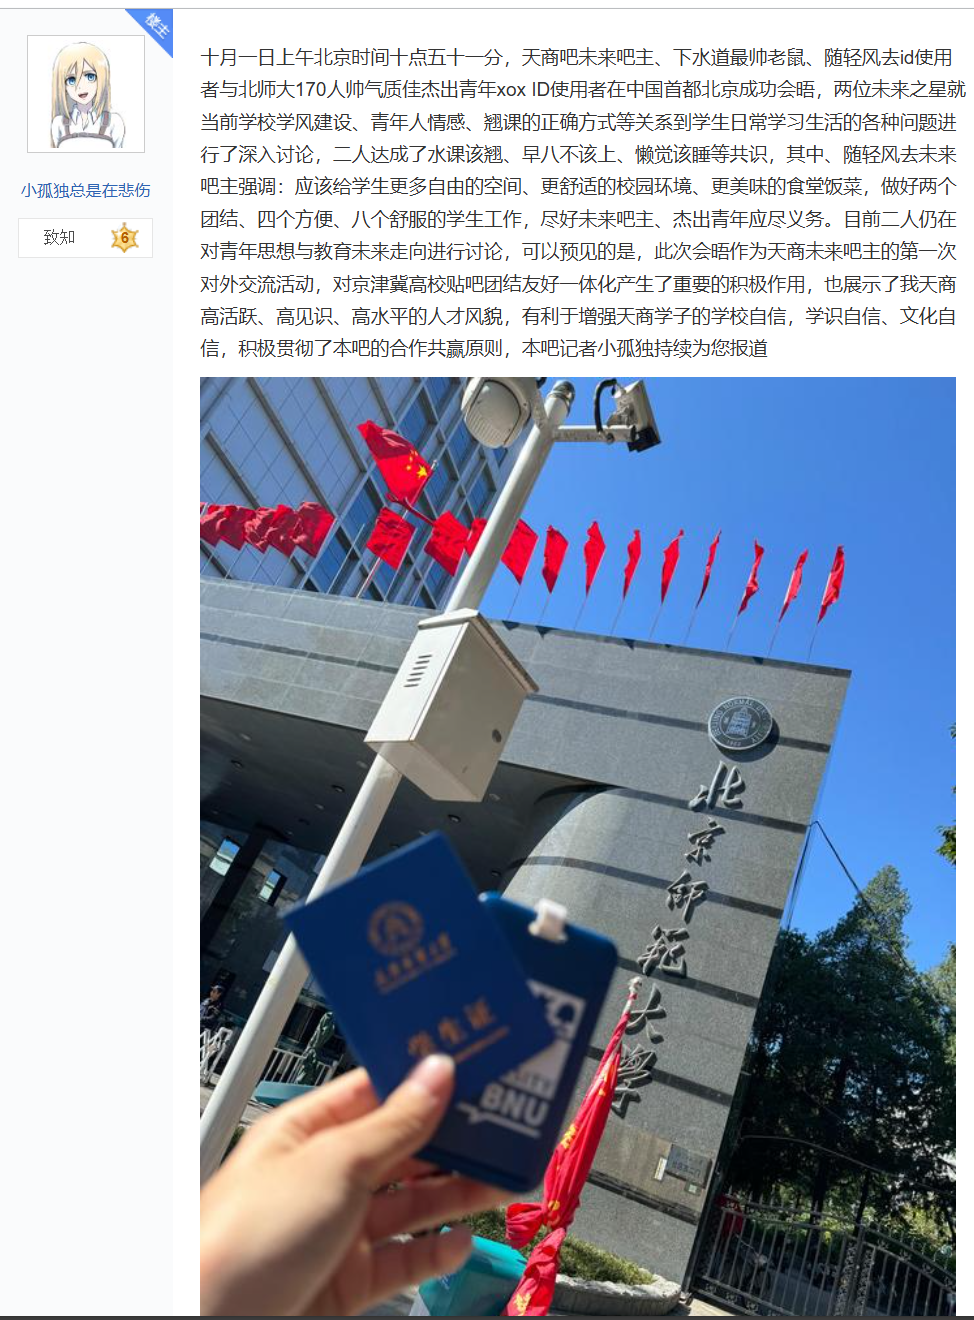 楼主
小孤独总是在悲伤
致知 6
十月一日上午北京时间十点五十一分，天商吧未来吧主、下水道最帅老鼠、随轻风去id使用
者与北师大170人帅气质佳杰出青年xox ID使用者在中国首都北京成功会晤，两位未来之星就
当前学校学风建设、青年人情感、翘课的正确方式等关系到学生日常学习生活的各种问题进
行了深入讨论，二人达成了水课该翘、早八不该上、懒觉该睡等共识，其中、随轻风去未来
吧主强调：应该给学生更多自由的空间、更舒适的校园环境、更美味的食堂饭菜，做好两个
团结、四个方便、八个舒服的学生工作，尽好未来吧主、杰出青年应尽义务。目前二人仍在
对青年思想与教育未来走向进行讨论，可以预见的是，此次会晤作为天商未来吧主的第一次
对外交流活动，对京津冀高校贴吧团结友好一体化产生了重要的积极作用，也展示了我天商
高活跃、高见识、高水平的人才风貌，有利于增强天商学子的学校自信，学识自信、文化自
信，积极贯彻了本吧的合作共赢原则，本吧记者小孤独持续为您报道
北京师范大学
学生证
BNU